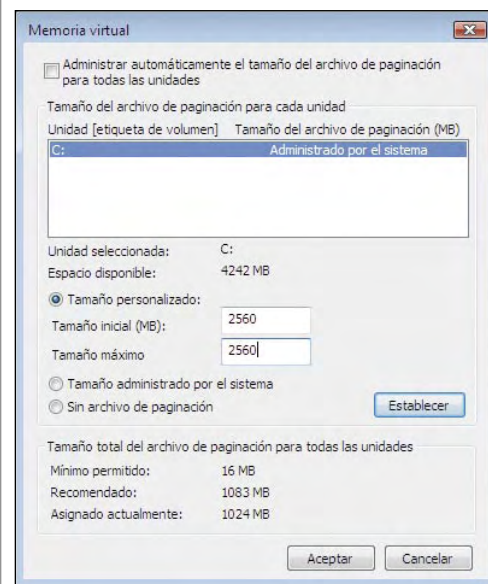 Memoria virtual
Administrar automáticamente el tamaño del archivo de paginación
para todas las unidades
Tamaño del archivo de paginación para cada unidad
Unidad [etiqueta de volumen] Tamaño del archivo de paginación (MB)
C: Administrado por el sistema
Unidad seleccionada: C:
Espacio disponible: 4242 MB
Tamaño personalizado:
Tamaño inicial (MB): 2560
Tamaño máximo 2560
Tamaño administrado por el sistema
Sin archivo de paginación Establecer
Tamaño total del archivo de paginación para todas las unidades
Mínimo permitido: 16 MB
Recomendado: 1083 MB
Asignado actualmente: 1024 MB
Aceptar Cancelar